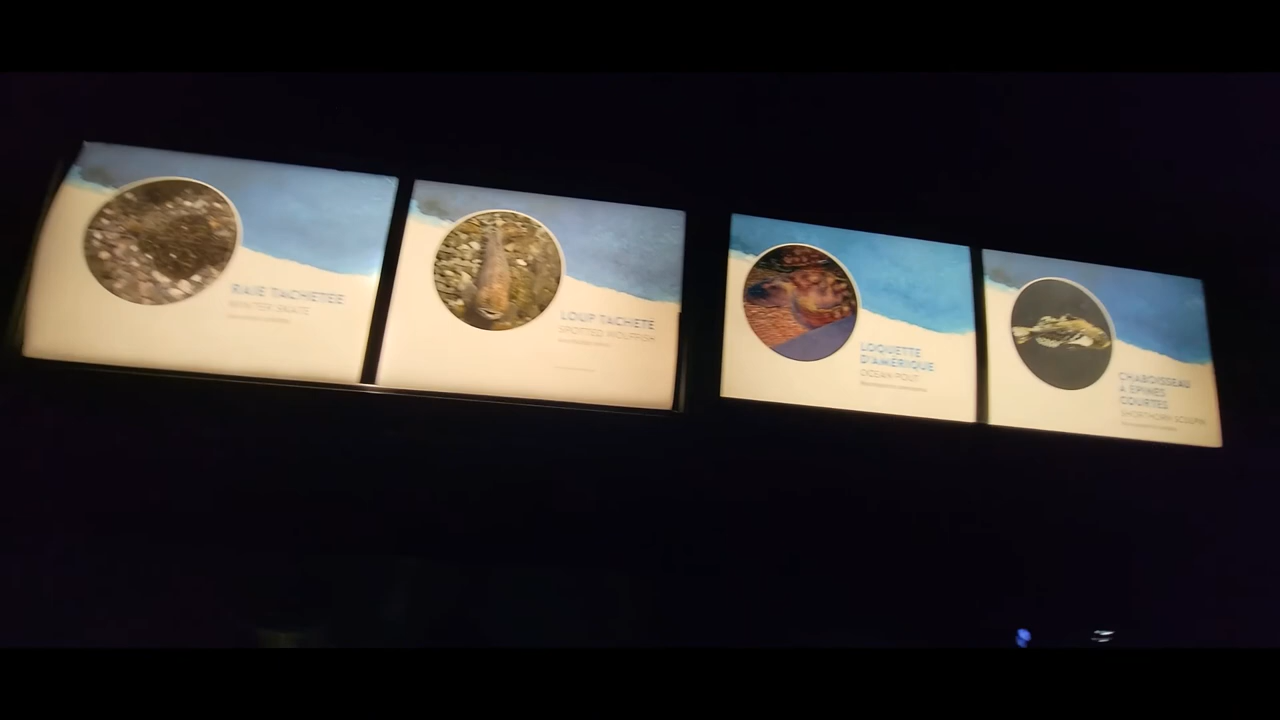 RAIE TACHETÉE
WINTER SKATE
LOUP TACHETÉ
SPOTTED WOLFFISH
LOQUETTE
D'AMÉRIQUE
OCEAN POUT
CHABOISSEAU
À ÉPINES
COURTES
SHORTHORN SCULPIN